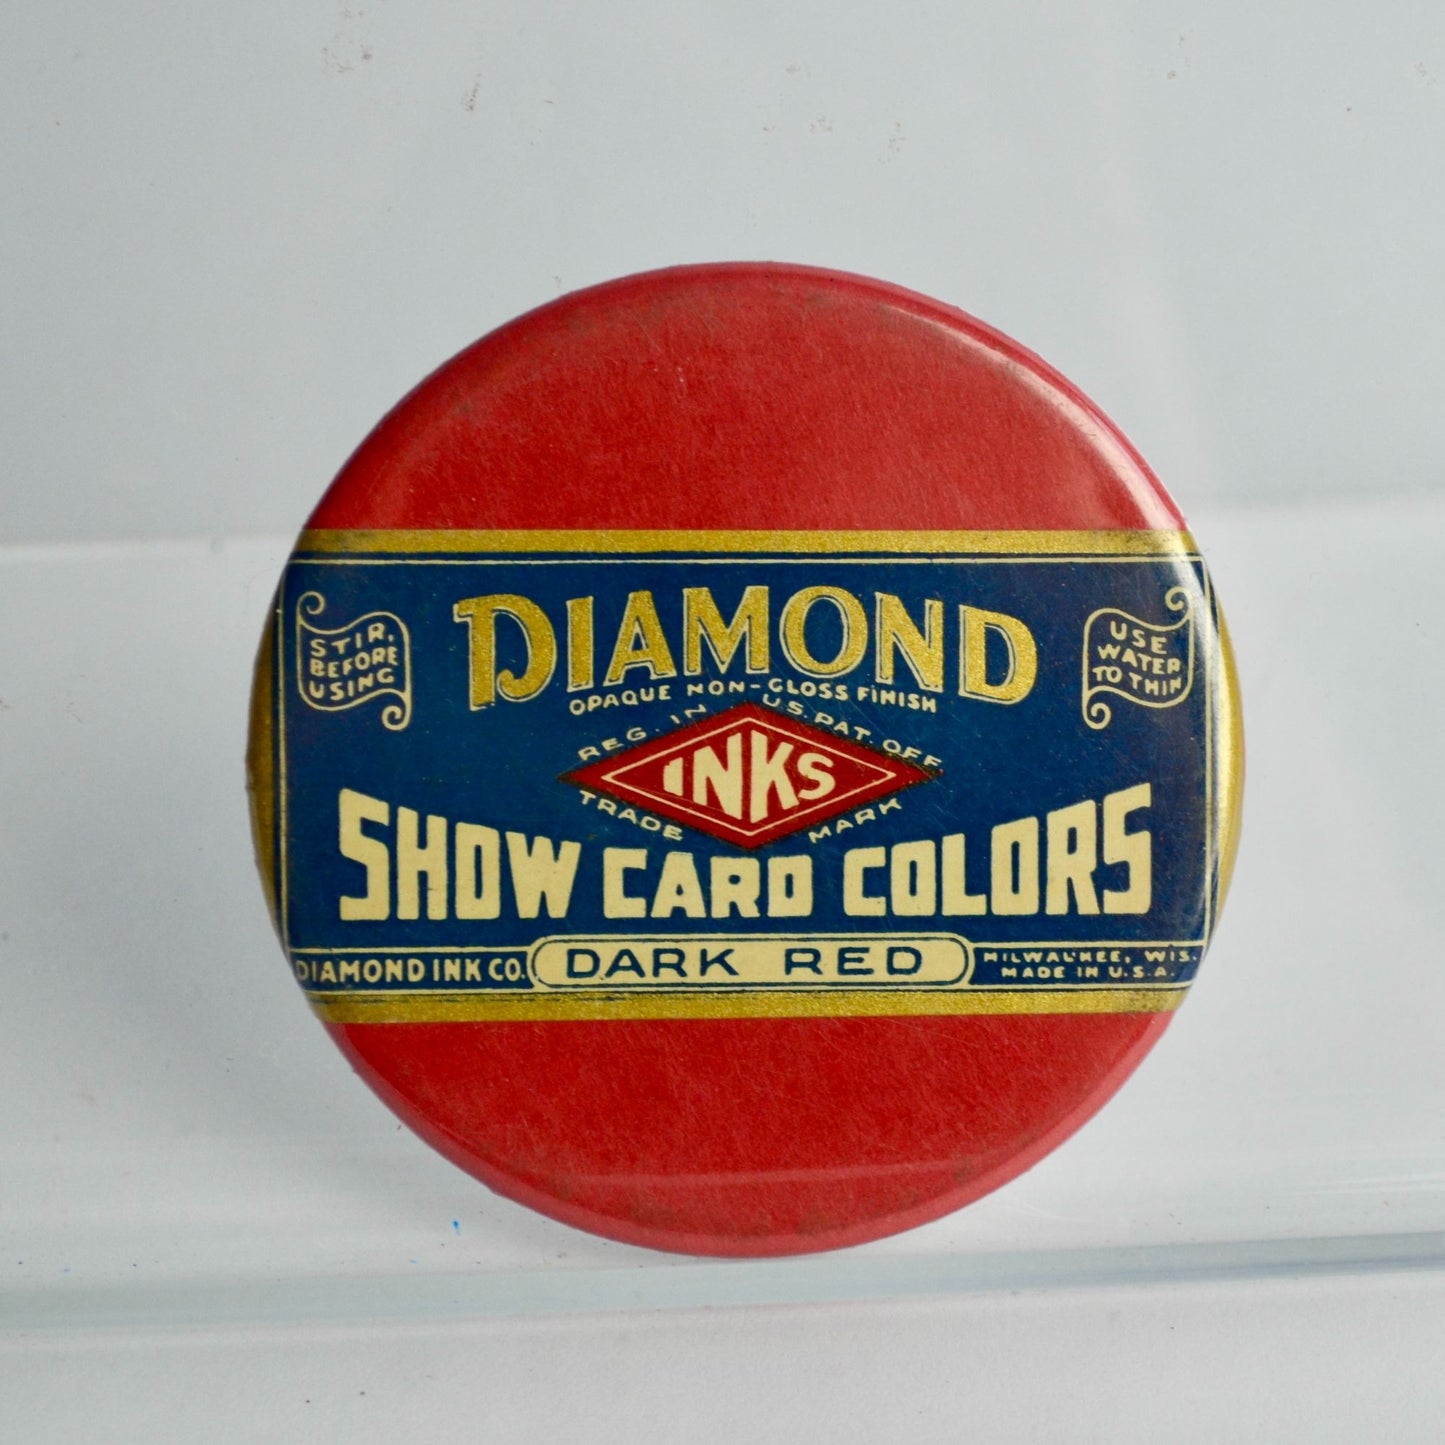 STIR,
BEFORE
USING
DIAMOND
OPAQUE NON-GLOSS FINISH
USE
WATER
TO THIN
REG. IN U.S. PAT. OFF
INKS
TRADE MARK
SHOW CARD COLORS
DIAMOND INK CO.
DARK RED
MILWAUKEE, WIS.
MADE IN U.S.A.